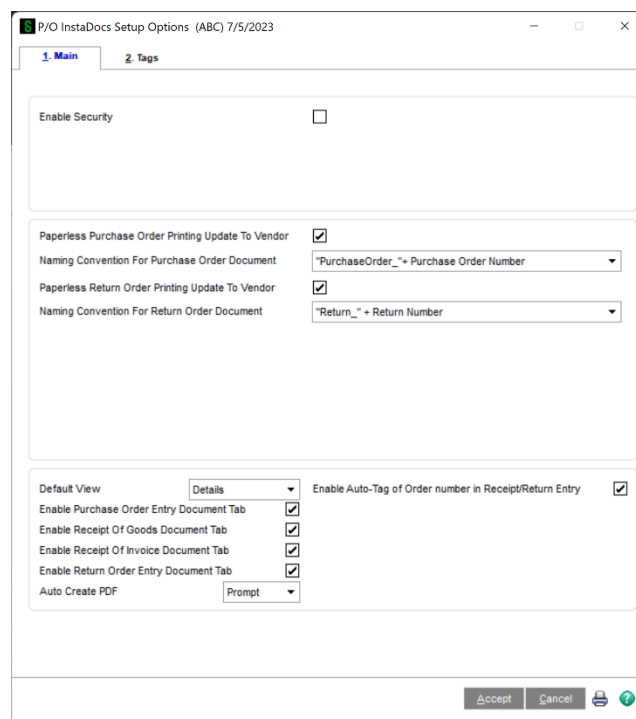 P/O InstaDocs Setup Options (ABC) 7/5/2023
1. Main 2. Tags
Enable Security
Paperless Purchase Order Printing Update To Vendor
Naming Convention For Purchase Order Document "PurchaseOrder_"+ Purchase Order Number
Paperless Return Order Printing Update To Vendor
Naming Convention For Return Order Document "Return_" + Return Number
Default View Details Enable Auto-Tag of Order number in Receipt/Return Entry
Enable Purchase Order Entry Document Tab
Enable Receipt Of Goods Document Tab
Enable Receipt Of Invoice Document Tab
Enable Return Order Entry Document Tab
Auto Create PDF Prompt
Accept Cancel ?